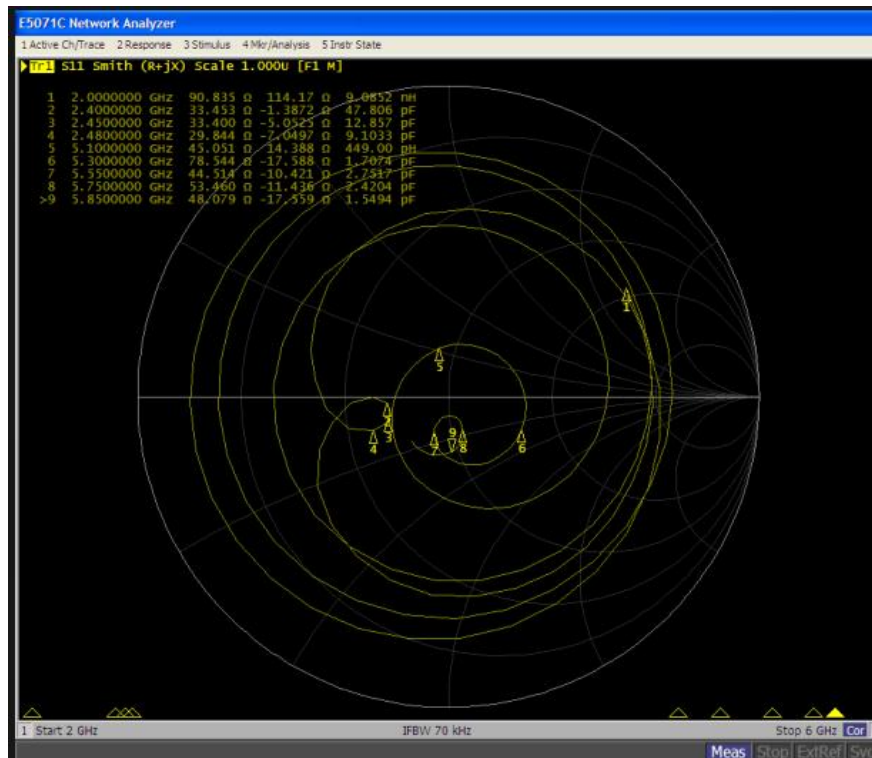 E5071C Network Analyzer
1 Active Ch/Trace 2 Response 3 Stimulus 4 Mkr/Analysis 5 Instr State
Tr1 S11 Smith (R+jX) Scale 1.000U [F1 M]
1 2.0000000 GHz 90.835 Ω 114.17 Ω 9.0852 nH
2 2.4000000 GHz 33.453 Ω -1.3872 Ω 47.806 pF
3 2.4500000 GHz 33.400 Ω -5.0525 Ω 12.857 pF
4 2.4800000 GHz 29.844 Ω -7.0497 Ω 9.1033 pF
5 5.1000000 GHz 45.051 Ω 14.388 Ω 449.00 pH
6 5.3000000 GHz 78.544 Ω -17.588 Ω 1.7074 pF
7 5.5500000 GHz 44.514 Ω -10.421 Ω 2.7517 pF
8 5.7500000 GHz 53.460 Ω -11.436 Ω 2.4204 pF
>9 5.8500000 GHz 48.079 Ω -17.559 Ω 1.5494 pF
1
5
2
3
4
7
9
8
6
1 Start 2 GHz IFBW 70 kHz Stop 6 GHz Cor
Meas Stop ExtRef